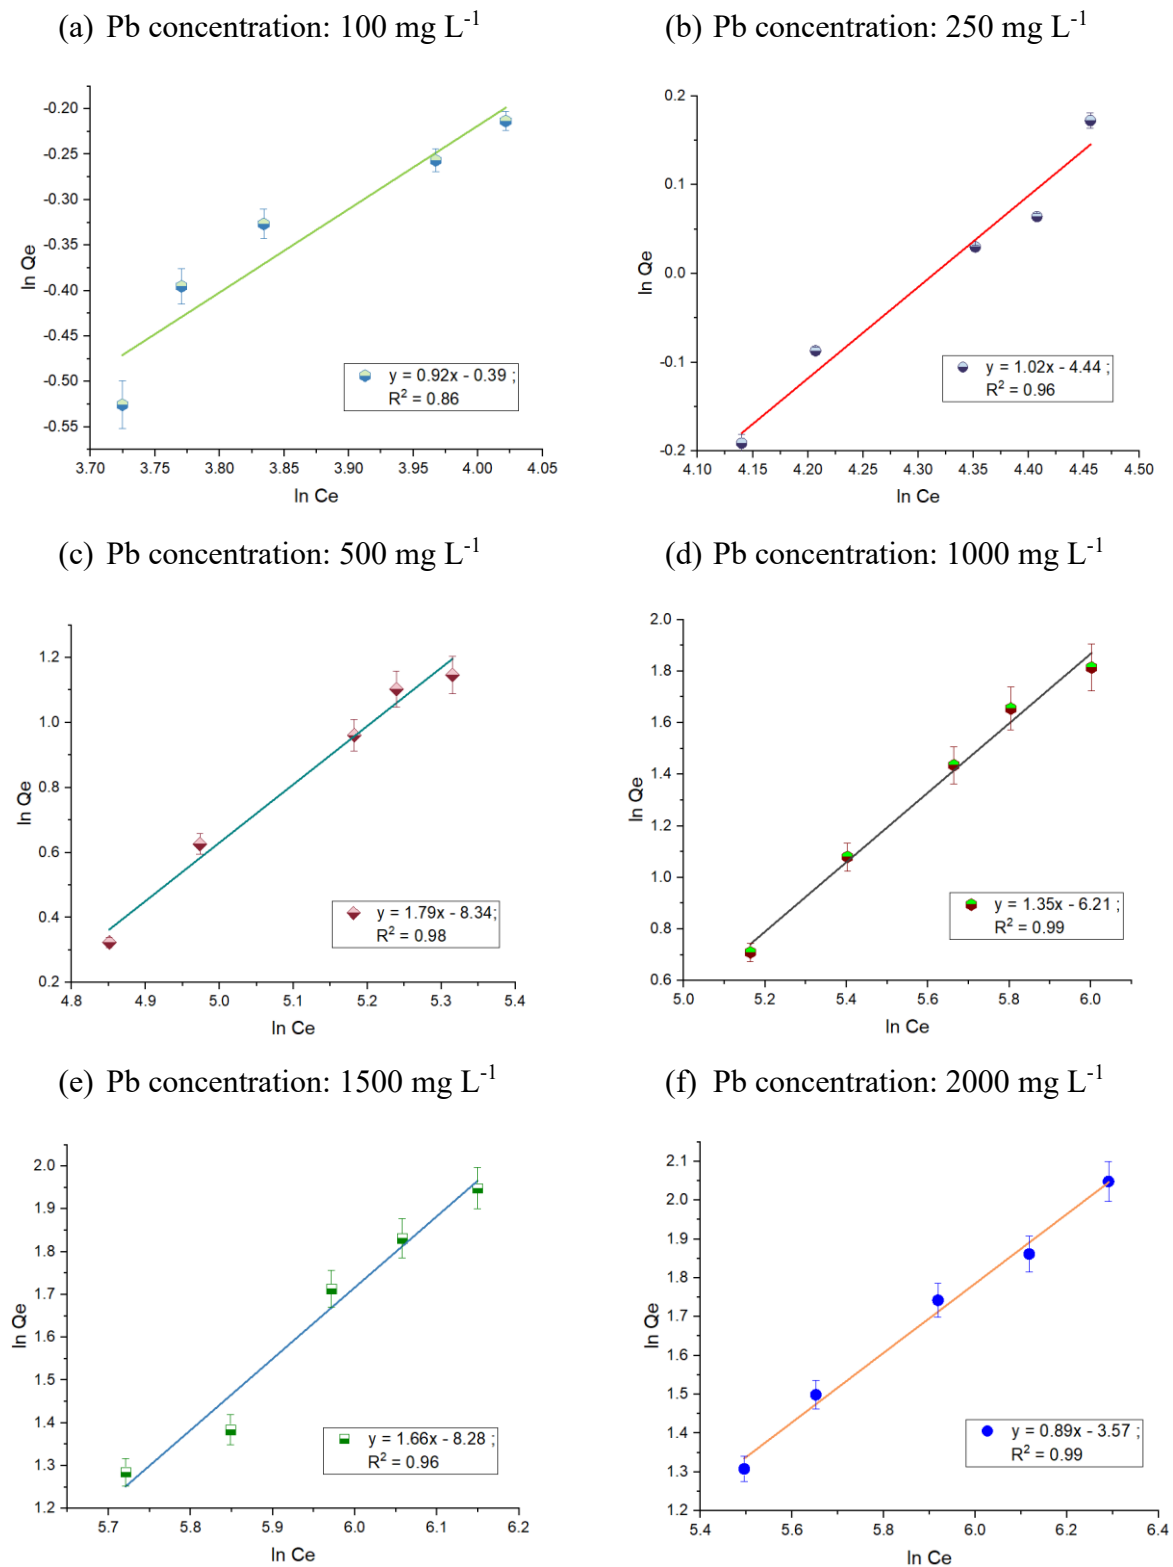 (a) Pb concentration: 100 mg L-1
(b) Pb concentration: 250 mg L-1
-0.20
-0.25
-0.30
-0.35
-0.40
-0.45
-0.50
-0.55
ln Qe
y = 0.92x - 0.39 ;
R2 = 0.86
3.70 3.75 3.80 3.85 3.90 3.95 4.00 4.05
ln Ce
0.2
0.1
0.0
-0.1
-0.2
ln Qe
y = 1.02x - 4.44 ;
R2 = 0.96
4.10 4.15 4.20 4.25 4.30 4.35 4.40 4.45 4.50
ln Ce
(c) Pb concentration: 500 mg L-1
(d) Pb concentration: 1000 mg L-1
1.2
1.0
0.8
0.6
0.4
0.2
ln Qe
y = 1.79x - 8.34;
R2 = 0.98
4.8 4.9 5.0 5.1 5.2 5.3 5.4
ln Ce
2.0
1.8
1.6
1.4
1.2
1.0
0.8
0.6
ln Qe
y = 1.35x - 6.21 ;
R2 = 0.99
5.0 5.2 5.4 5.6 5.8 6.0
ln Ce
(e) Pb concentration: 1500 mg L-1
(f) Pb concentration: 2000 mg L-1
2.0
1.9
1.8
1.7
1.6
1.5
1.4
1.3
1.2
ln Qe
y = 1.66x - 8.28 ;
R2 = 0.96
5.7 5.8 5.9 6.0 6.1 6.2
ln Ce
2.1
2.0
1.9
1.8
1.7
1.6
1.5
1.4
1.3
1.2
ln Qe
y = 0.89x - 3.57 ;
R2 = 0.99
5.4 5.6 5.8 6.0 6.2 6.4
ln Ce